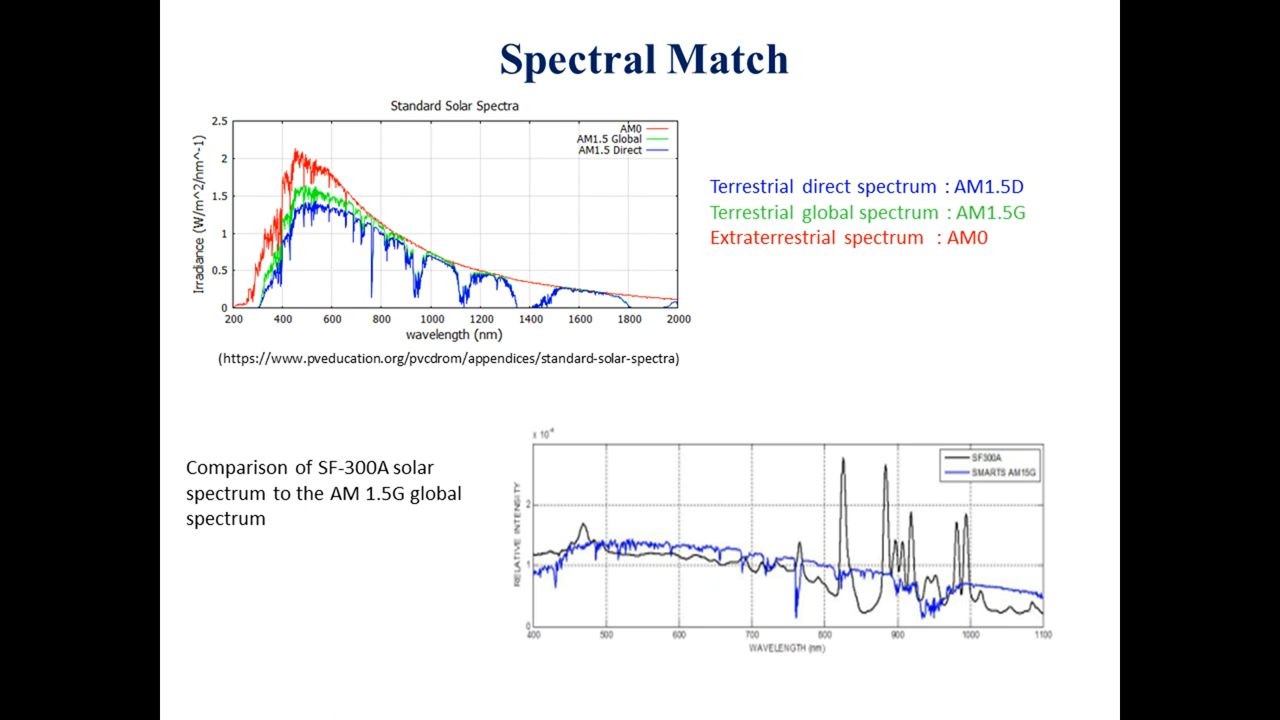 Spectral Match
Standard Solar Spectra
2.5
2
1.5
1
0.5
0
Irradiance (W/m^2/nm^-1)
AM0
AM1.5 Global
AM1.5 Direct
200 400 600 800 1000 1200 1400 1600 1800 2000
wavelength (nm)
(https://www.pveducation.org/pvcdrom/appendices/standard-solar-spectra)
Terrestrial direct spectrum : AM1.5D
Terrestrial global spectrum : AM1.5G
Extraterrestrial spectrum : AM0
Comparison of SF-300A solar
spectrum to the AM 1.5G global
spectrum
x 10^-4
SF300A
SMARTS AM15G
2
1
0
RELATIVE INTENSITY
400 500 600 700 800 900 1000 1100
WAVELENGTH (nm)